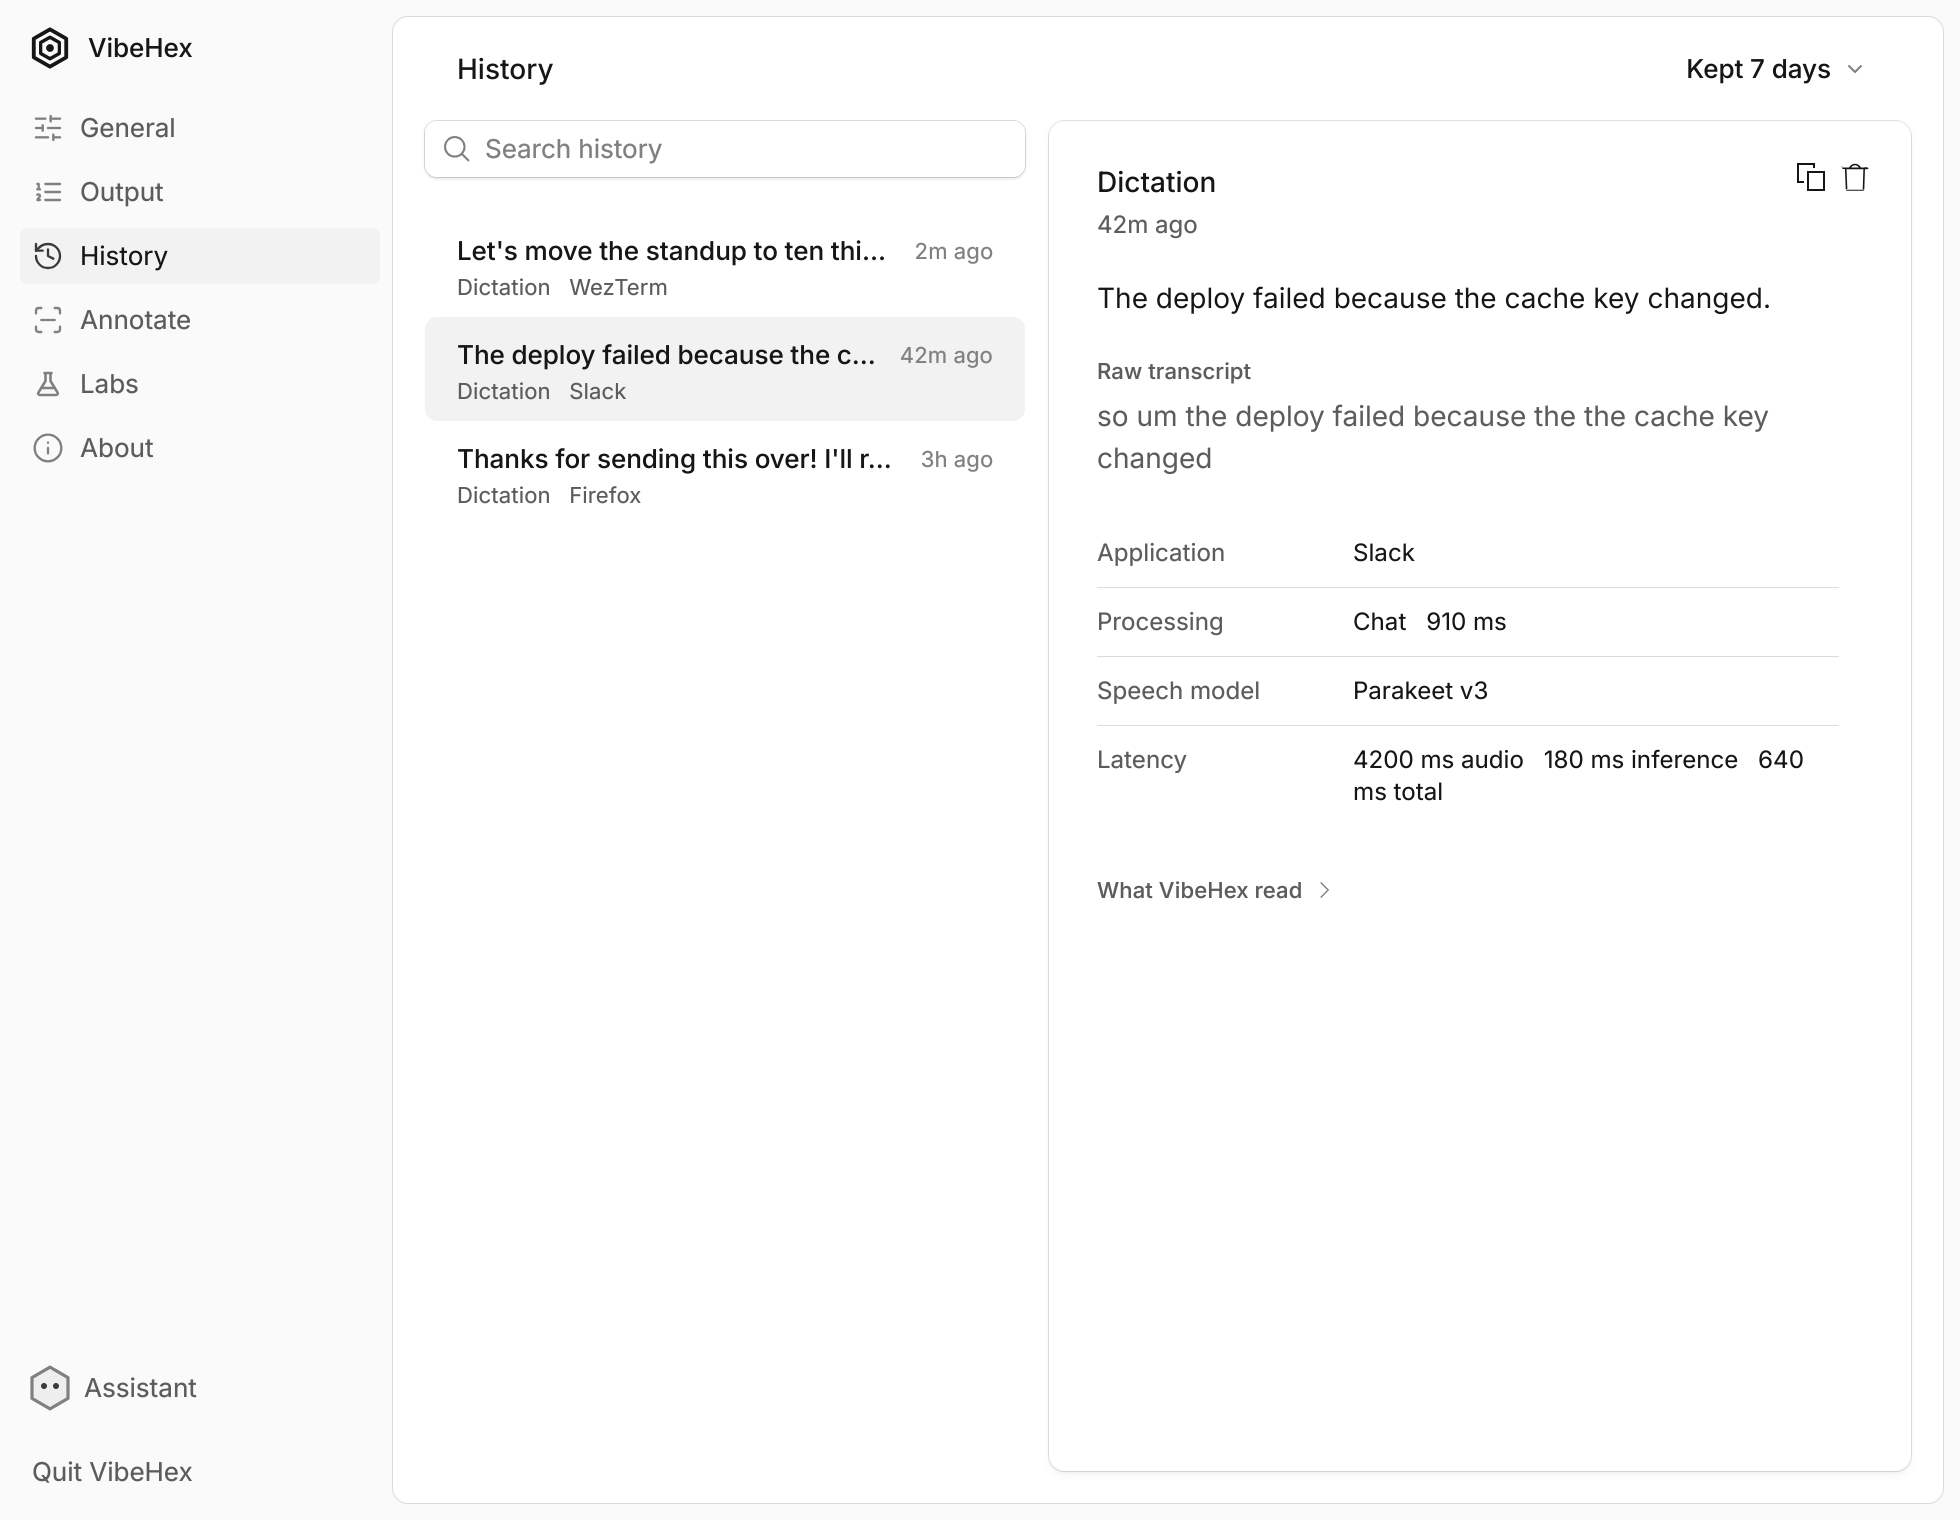 VibeHex
General
Output
History
Annotate
Labs
About
Assistant
Quit VibeHex
History
Kept 7 days
Search history
Let's move the standup to ten thi... 2m ago
Dictation WezTerm
The deploy failed because the c... 42m ago
Dictation Slack
Thanks for sending this over! I'll r... 3h ago
Dictation Firefox
Dictation
42m ago
The deploy failed because the cache key changed.
Raw transcript
so um the deploy failed because the the cache key
changed
Application Slack
Processing Chat 910 ms
Speech model Parakeet v3
Latency 4200 ms audio 180 ms inference 640
ms total
What VibeHex read